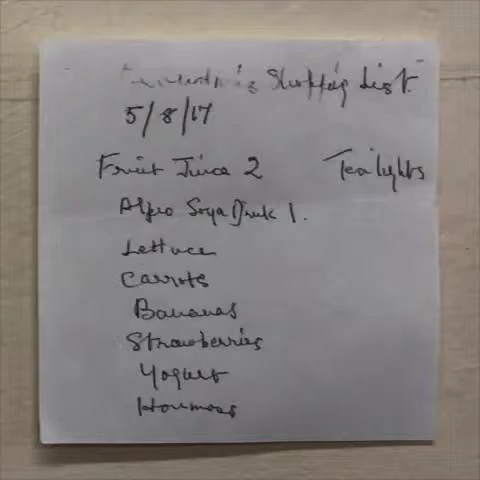 Shopping List
5/8/17
Fruit Juice 2 Tealights
Alpro Soya Drink 1.
Lettuce
Carrots
Bananas
Strawberries
Yogurt
Houmous